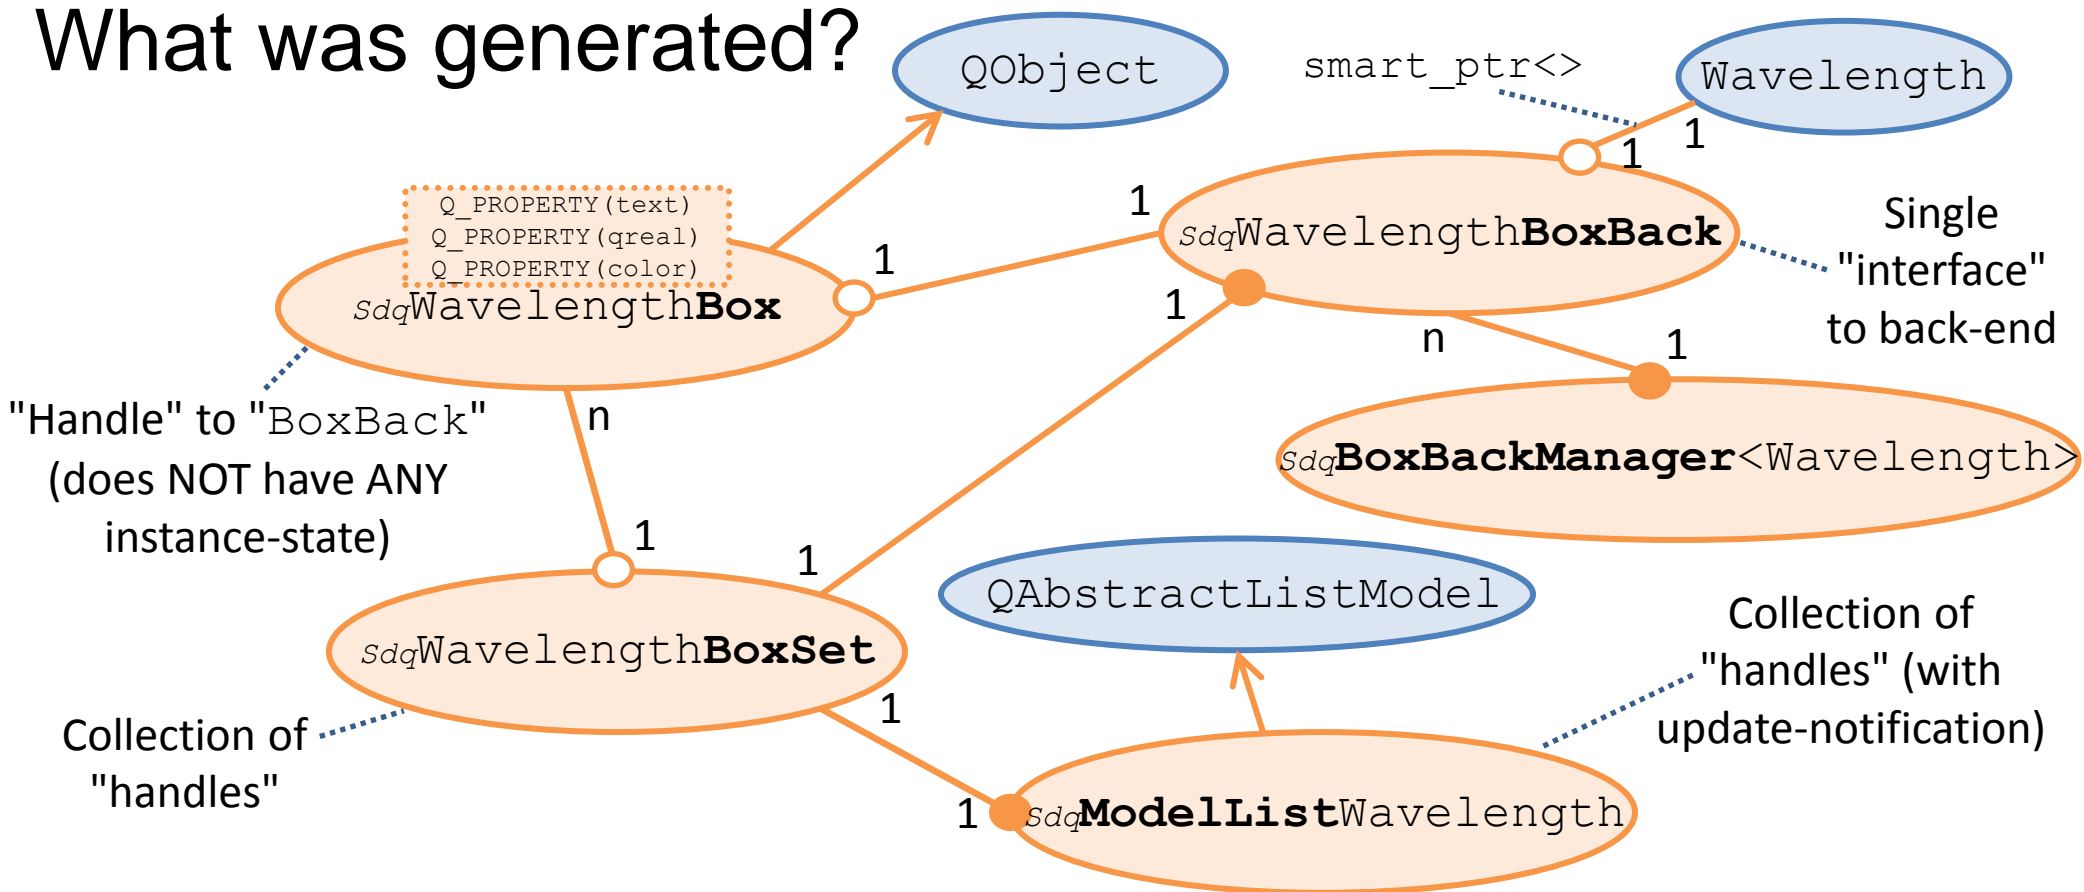 What was generated?
QObject
smart_ptr<>
Wavelength
1
1
Q_PROPERTY(text)
Q_PROPERTY(qreal)
Q_PROPERTY(color)
SdqWavelengthBox
1
1
SdqWavelengthBoxBack
1
Single
"interface"
to back-end
n
1
"Handle" to "BoxBack"
(does NOT have ANY
instance-state)
n
1
SdqBoxBackManager<Wavelength>
1
QAbstractListModel
SdqWavelengthBoxSet
1
Collection of
"handles"
Collection of
"handles" (with
update-notification)
1
SdqModelListWavelength